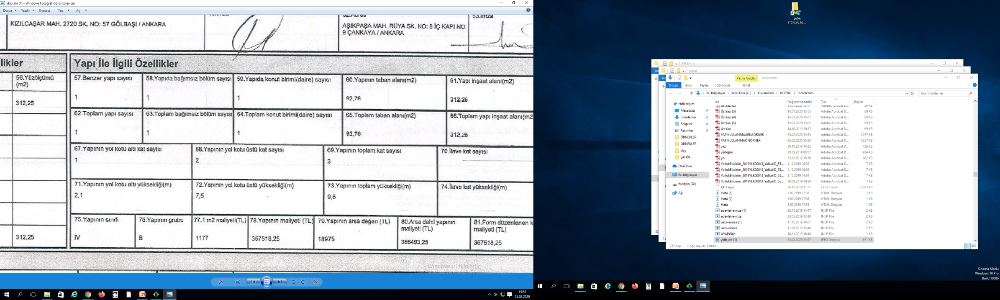 ykib_ön (1) - Windows Fotoğraf Görüntüleyicisi
Dosya Yazdır E-posta Yaz Aç
KIZILCAŞAR MAH. 2720 SK. NO: 57 GÖLBAŞI / ANKARA
52.Adres
53.İmza
AŞIKPAŞA MAH. RÜYA SK. NO: 8 İÇ KAPI NO:
9 ÇANKAYA / ANKARA
likler
Yapı İle İlgili Özellikler
56.Yüzölçümü
(m2)
312,25
57.Benzer yapı sayısı
1
58.Yapıda bağımsız bölüm sayısı
1
59.Yapıda konut birimi(daire) sayısı
1
60.Yapının taban alanı(m2)
92,76
61.Yapı inşaat alanı(m2)
312,25
62.Toplam yapı sayısı
1
63.Toplam bağımsız bölüm sayısı
1
64.Toplam konut birimi(daire) sayısı
1
65.Toplam taban alanı(m2)
92,76
66.Toplam yapı inşaat alanı(m2
312,25
67.Yapının yol kotu altı kat sayısı
1
68.Yapının yol kotu üstü kat sayısı
2
69.Yapının toplam kat sayısı
3
70.İlave kat sayısı
71.Yapının yol kotu altı yüksekliği(m)
2,1
72.Yapının yol kotu üstü yüksekliği(m)
7,5
73.Yapının toplam yüksekliği(m)
9,6
74.İlave kat yüksekliği(m)
312,25
75.Yapının sınıfı
IV
76.Yapının grubu
B
77.1 m2 maliyeti(TL)
1177
78.Yapının maliyeti (TL)
367518,25
79.Yapının arsa değeri (TL)
18975
80.Arsa dahil yapının
maliyeti (TL)
386493,25
81.Form düzenlenen k
maliyeti (TL)
367518,25
Windows'u Etkinleştir
15:53
25.02.2020
şube
(10.6.36.65...
EKLER.xls
aynur
Resim Araçları İndirilenler
Dosya Giriş Paylaş Görünüm Yönet
Bu bilgisayar Yerel Disk (C:) Kullanıcılar tk33902 İndirilenler
Ara: İndirilenler
Hızlı erişim
Masaüstü
İndirilenler
Belgeler
Resimler
ÖRNEKLER
ÖRNEKLER
slay
ŞAHİN
OneDrive
Bu bilgisayar
huseyin (G:)
Ağ
Ad Değiştirme tarihi Tür Boyut
ÜstYazı (2) 15.01.2020 13:47 Adobe Acrobat D... 69 KB
ÜstYazı (3) 15.01.2020 13:55 Adobe Acrobat D... 69 KB
ÜstYazı (4) 15.01.2020 15:01 Adobe Acrobat D... 69 KB
ÜstYazı (5) 15.01.2020 15:02 Adobe Acrobat D... 69 KB
ÜstYazı 14.10.2019 10:57 Adobe Acrobat D... 69 KB
YAPIKULLANMAARKAÖRNEK 25.02.2020 15:35 Adobe Acrobat D... 1,077 KB
YAPIKULLANMAÖNÖRNEK 25.02.2020 15:35 Adobe Acrobat D... 1,357 KB
yazı 30.10.2019 14:25 Adobe Acrobat D... 128 KB
yerleşim 20.09.2019 08:57 Adobe Acrobat D... 454 KB
yol 23.12.2019 16:39 Adobe Acrobat D... 982 KB
YollukBildirim_2019YLK00043_YollukID_55... 4.10.2019 16:38 Adobe Acrobat D... 7 KB
YollukBildirim_2019YLK00043_YollukID_55... 4.10.2019 16:39 Adobe Acrobat D... 7 KB
YollukBildirim_2019YLK00043_YollukID_55... 8.10.2019 14:34 Adobe Acrobat D... 7 KB
YollukBildirim_2019YLK00043_YollukID_55... 30.09.2019 10:24 Adobe Acrobat D... 7 KB
EK-1.eyp 26.12.2019 11:51 EYP Dosyası 2,053 KB
Hata (1) 5.07.2019 17:36 HTML Dosyası 1 KB
Hata (2) 5.07.2019 17:36 HTML Dosyası 1 KB
Hata 5.07.2019 17:35 HTML Dosyası 1 KB
edevlet-eimza (1) 25.11.2019 14:47 JNLP File 2 KB
edevlet-eimza 23.05.2019 13:30 JNLP File 2 KB
uets-eimza (1) 11.12.2019 14:01 JNLP File 2 KB
uets-eimza 11.09.2019 15:46 JNLP File 2 KB
UYAPGiris 18.11.2019 16:48 JNLP File 1 KB
ykib_ön (1) 25.02.2020 15:47 JPEG Dosyası 671 KB
777 öğe 1 öğe seçildi 670 KB
Sınama Modu
Windows 10 Pro
Build 10586